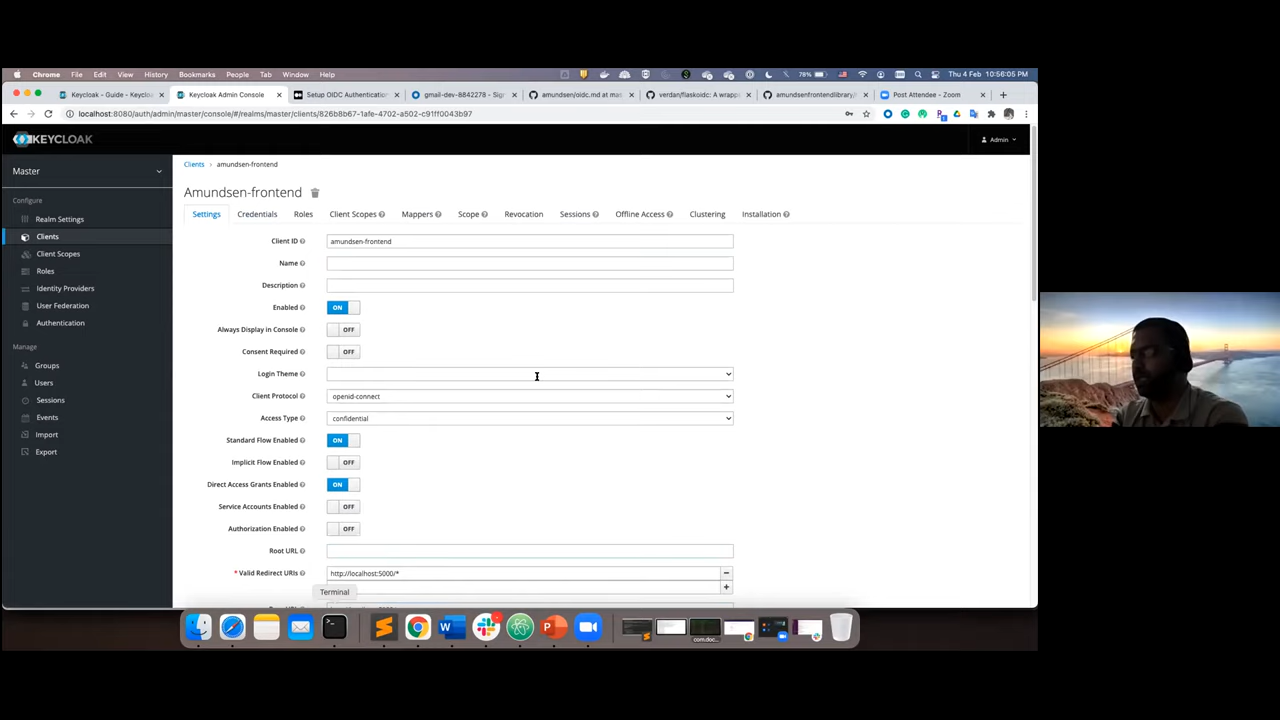 Chrome File Edit View History Bookmarks People Tab Window Help 76% Thu 4 Feb 10:56:05
Keycloak - Guide - Keyclo Keycloak Admin Console Setup OIDC Authentication gmail-dev-8842278 - Sig amundsen/oidc.md at ma verdan/flaskoidc: A wrapp amundsenfrontendlibrary/ Post Attendee - Zoom
localhost:8080/auth/admin/master/console/#/realms/master/clients/826b8b67-1afe-4702-a502-c91ff0043b97
KEYCLOAK Admin
Master
Configure
Realm Settings
Clients
Client Scopes
Roles
Identity Providers
User Federation
Authentication
Manage
Groups
Users
Sessions
Events
Import
Export
Clients > amundsen-frontend
Amundsen-frontend
Settings Credentials Roles Client Scopes Mappers Scope Revocation Sessions Offline Access Clustering Installation
Client ID amundsen-frontend
Name
Description
Enabled ON
Always Display in Console OFF
Consent Required OFF
Login Theme
Client Protocol openid-connect
Access Type confidential
Standard Flow Enabled ON
Implicit Flow Enabled OFF
Direct Access Grants Enabled ON
Service Accounts Enabled OFF
Authorization Enabled OFF
Root URL
* Valid Redirect URIs http://localhost:5000/*
Terminal